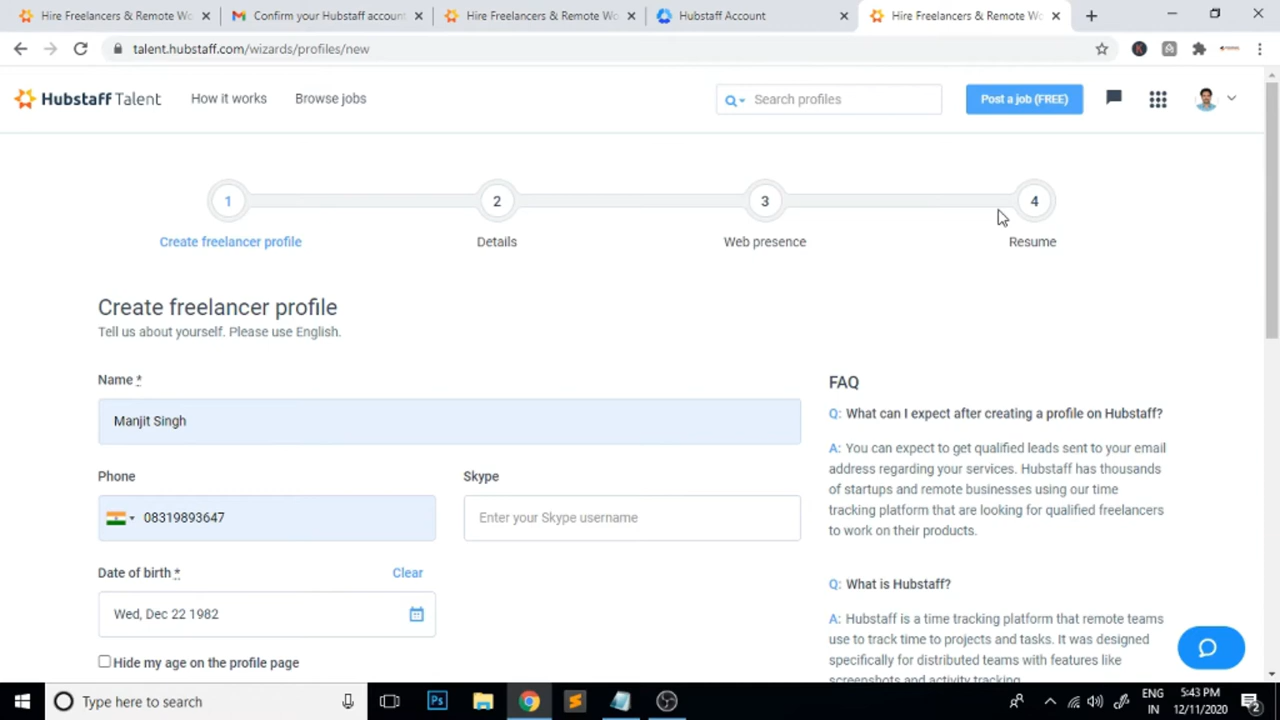 Hire Freelancers & Remote Wo
Confirm your Hubstaff accoun
Hire Freelancers & Remote Wo
Hubstaff Account
Hire Freelancers & Remote Wo
talent.hubstaff.com/wizards/profiles/new
Hubstaff Talent
How it works
Browse jobs
Search profiles
Post a job (FREE)
1
2
3
4
Create freelancer profile
Details
Web presence
Resume
Create freelancer profile
Tell us about yourself. Please use English.
Name *
Manjit Singh
Phone
Skype
08319893647
Enter your Skype username
Date of birth *
Clear
Wed, Dec 22 1982
Hide my age on the profile page
FAQ
Q: What can I expect after creating a profile on Hubstaff?
A: You can expect to get qualified leads sent to your email
address regarding your services. Hubstaff has thousands
of startups and remote businesses using our time
tracking platform that are looking for qualified freelancers
to work on their products.
Q: What is Hubstaff?
A: Hubstaff is a time tracking platform that remote teams
use to track time to projects and tasks. It was designed
specifically for distributed teams with features like
screenshots and activity tracking.
Type here to search
Ps
ENG
IN
5:43 PM
12/11/2020
2